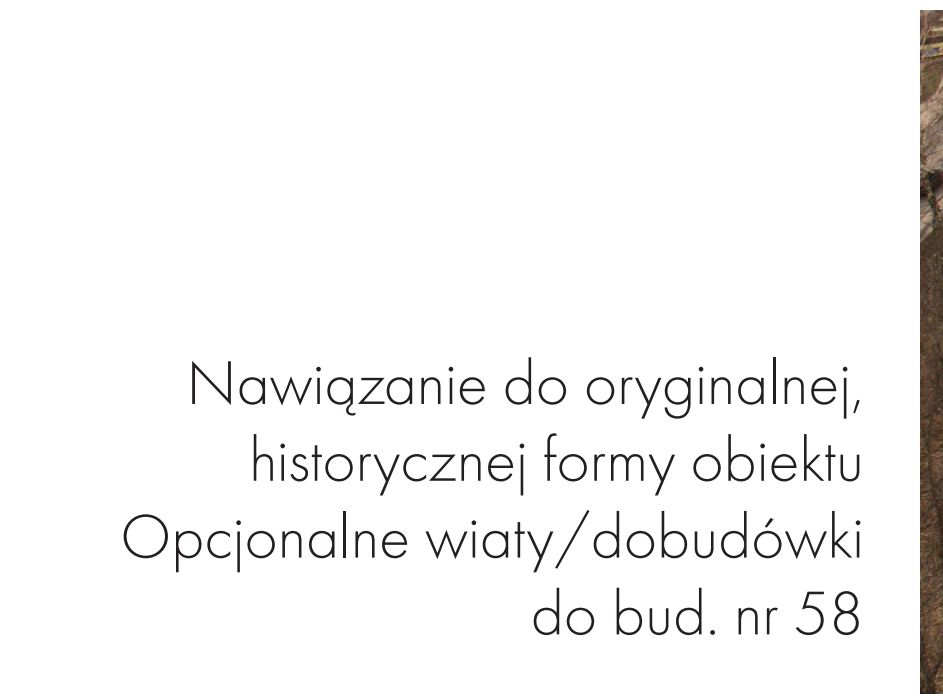 Nawiązanie do oryginalnej,
historycznej formy obiektu
Opcjonalne wiaty/dobudówki
do bud. nr 58